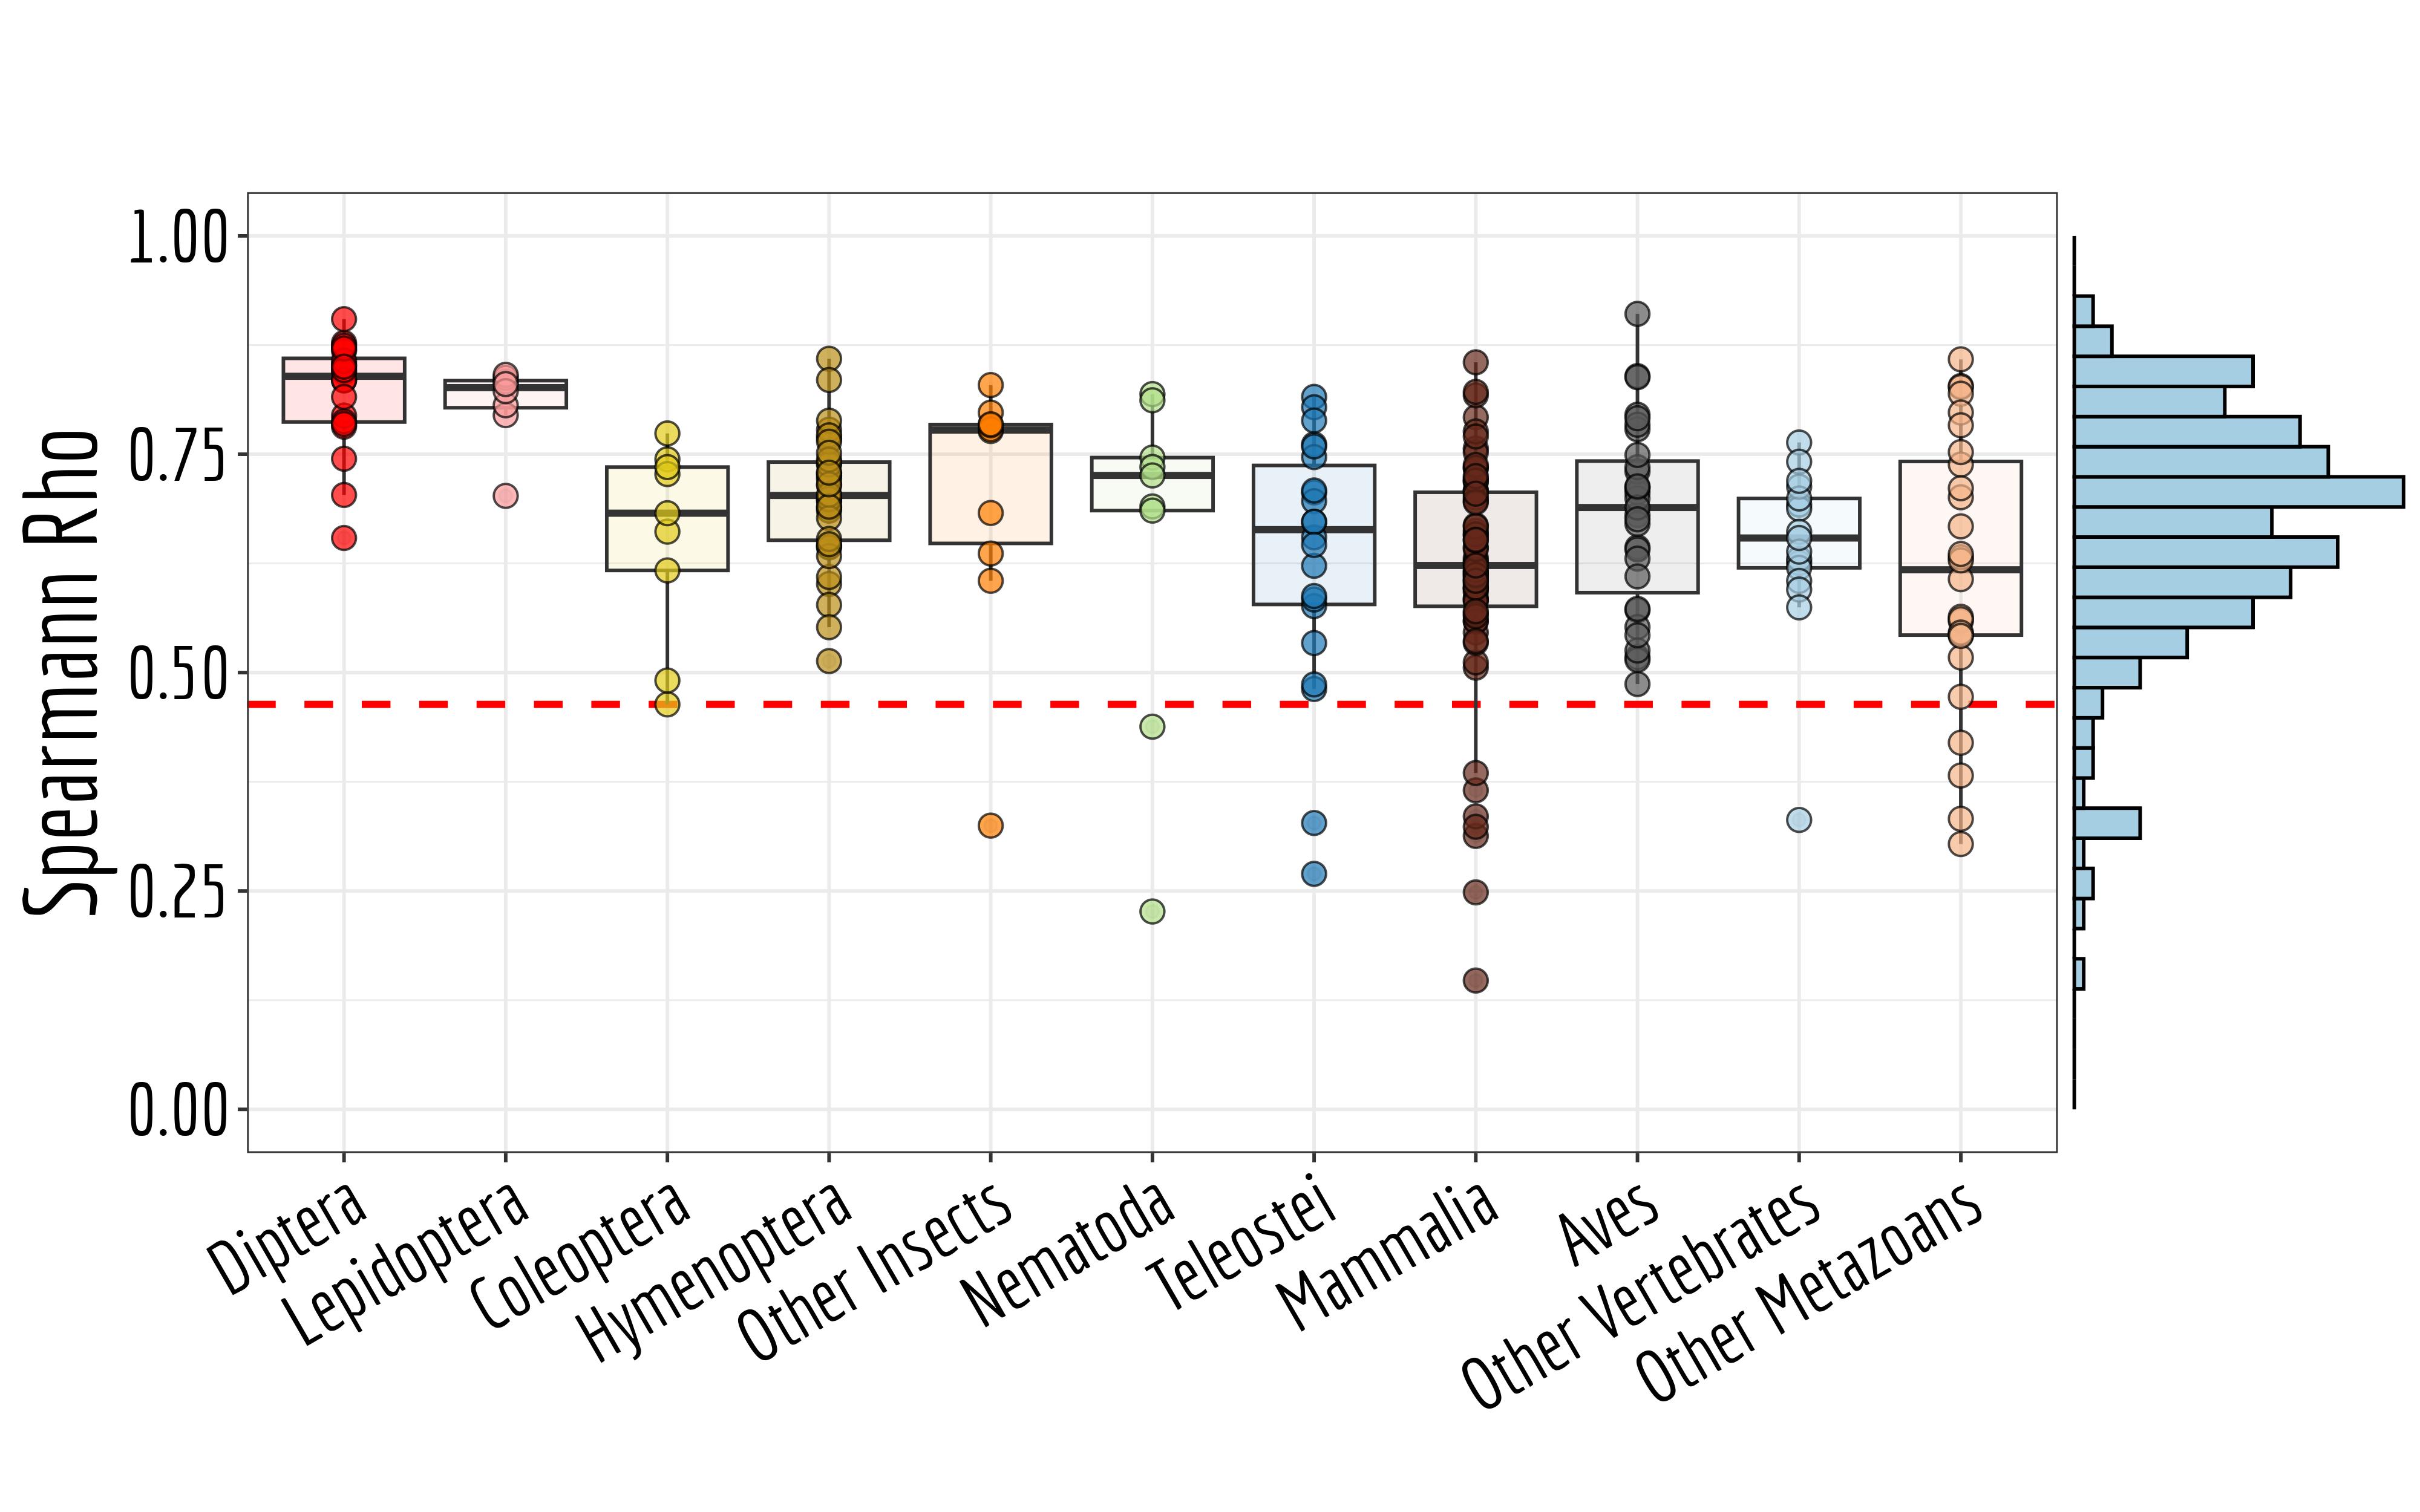 Spearmann Rho
1.00
0.75
0.50
0.25
0.00
Diptera
Lepidoptera
Coleoptera
Hymenoptera
Other Insects
Nematoda
Teleostei
Mammalia
Aves
Other Vertebrates
Other Metazoans